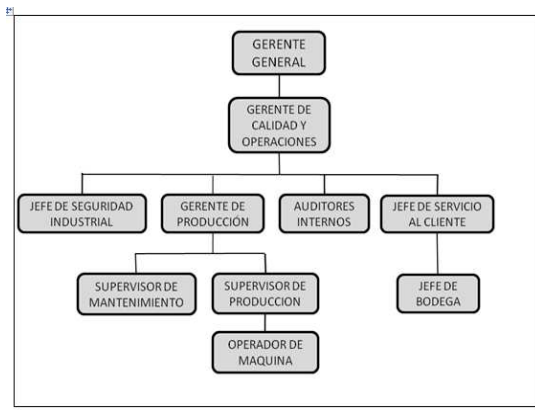 GERENTE
GENERAL
GERENTE DE
CALIDAD Y
OPERACIONES
JEFE DE SEGURIDAD
INDUSTRIAL
GERENTE DE
PRODUCCIÓN
AUDITORES
INTERNOS
JEFE DE SERVICIO
AL CLIENTE
SUPERVISOR DE
MANTENIMIENTO
SUPERVISOR DE
PRODUCCION
JEFE DE
BODEGA
OPERADOR DE
MAQUINA